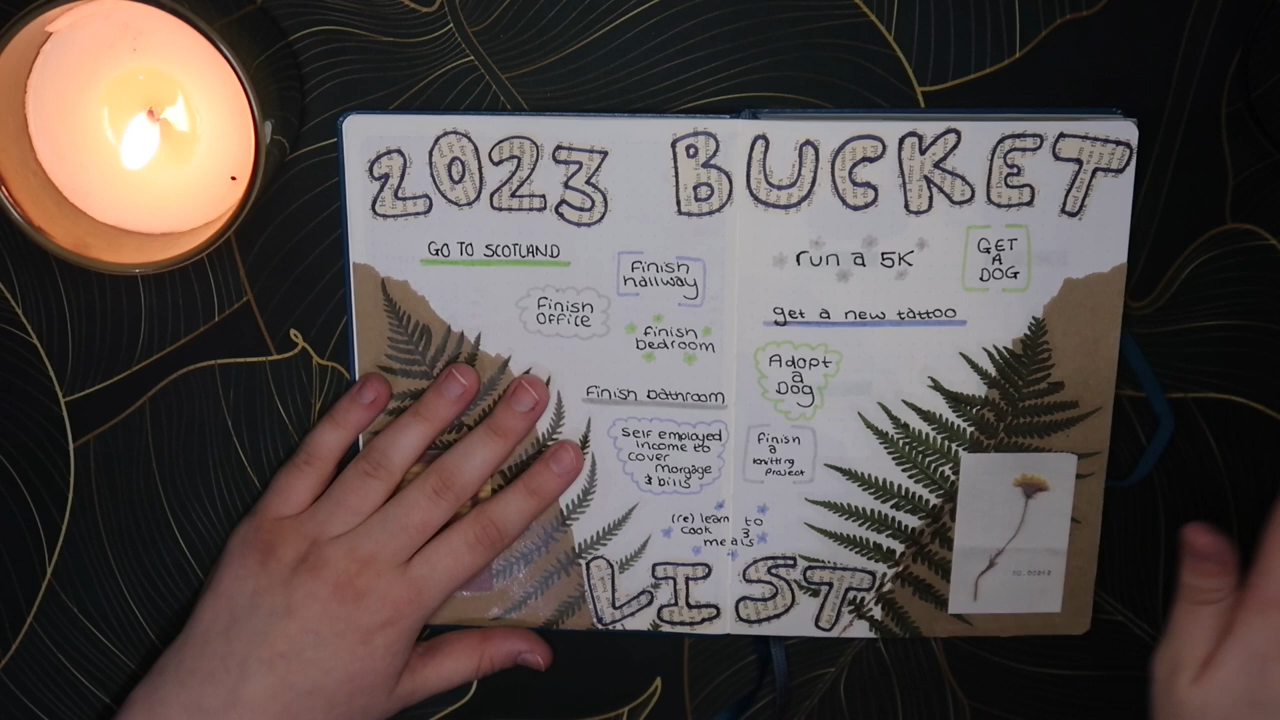 2023 BUCKET
GO TO SCOTLAND
Finish
hallway
Finish
OFFice
finish
bedroom
Finish bathroom
Self employed
income to
cover
Morgage
& bills
(re) learn to
cook 3
meals
run a 5K
GET
A
DOG
get a new tattoo
Adopt
a
Dog
Finish
a
knitting
Project
LIST